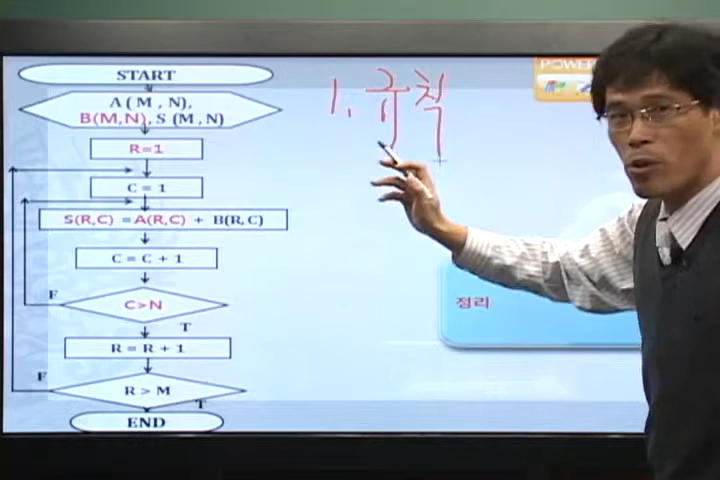 START
A ( M , N),
B(M,N), S (M, N)
R=1
C = 1
S(R,C) =A(R,C) + B(R,C)
C = C + 1
F
C>N
T
R = R + 1
F
R > M
T
END
1. 규칙
POWER
정리